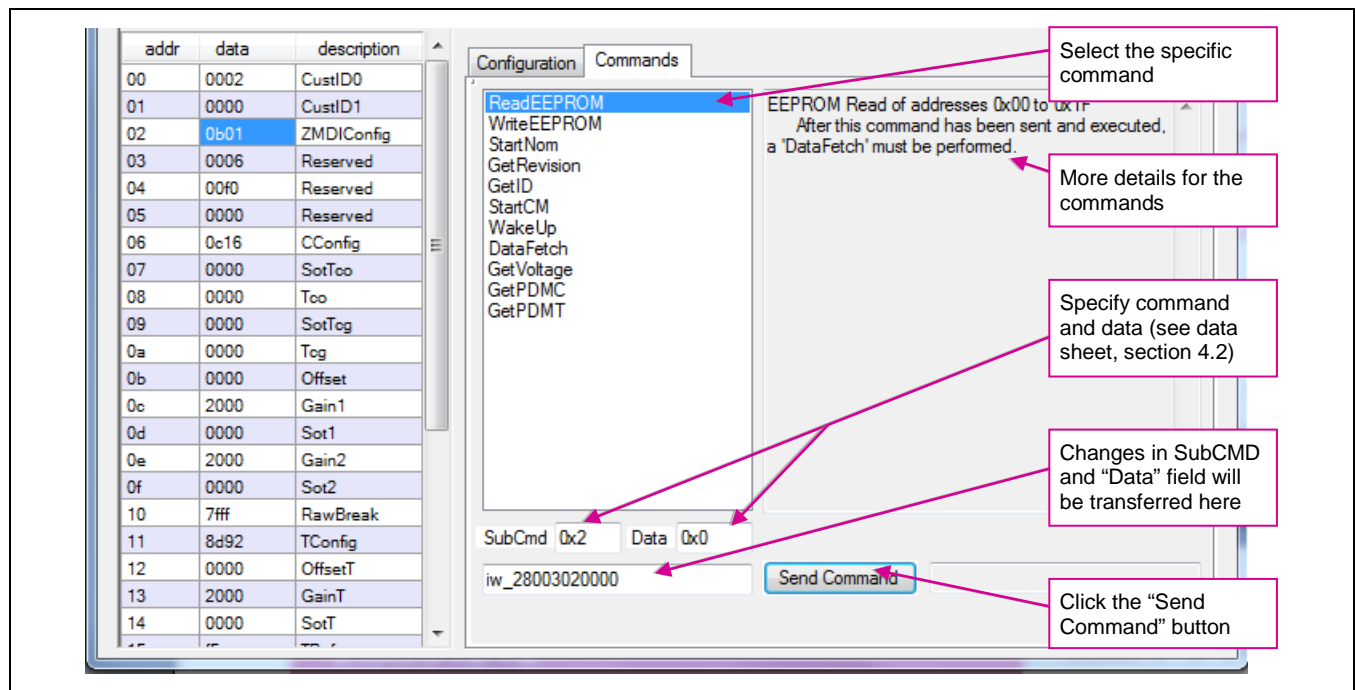 addr data description
00 0002 CustID0
01 0000 CustID1
02 0b01 ZMDIConfig
03 0006 Reserved
04 00f0 Reserved
05 0000 Reserved
06 0c16 CConfig
07 0000 SotTco
08 0000 Tco
09 0000 SotTcg
0a 0000 Tcg
0b 0000 Offset
0c 2000 Gain1
0d 0000 Sot1
0e 2000 Gain2
0f 0000 Sot2
10 7fff RawBreak
11 8d92 TConfig
12 0000 OffsetT
13 2000 GainT
14 0000 SotT
Configuration Commands
ReadEEPROM
WriteEEPROM
StartNom
GetRevision
GetID
StartCM
WakeUp
DataFetch
GetVoltage
GetPDMC
GetPDMT
EEPROM Read of addresses 0x00 to 0x1F
After this command has been sent and executed,
a 'DataFetch' must be performed.
SubCmd 0x2 Data 0x0
iw_28003020000 Send Command
Select the specific
command
More details for the
commands
Specify command
and data (see data
sheet, section 4.2)
Changes in SubCMD
and “Data” field will
be transferred here
Click the “Send
Command” button